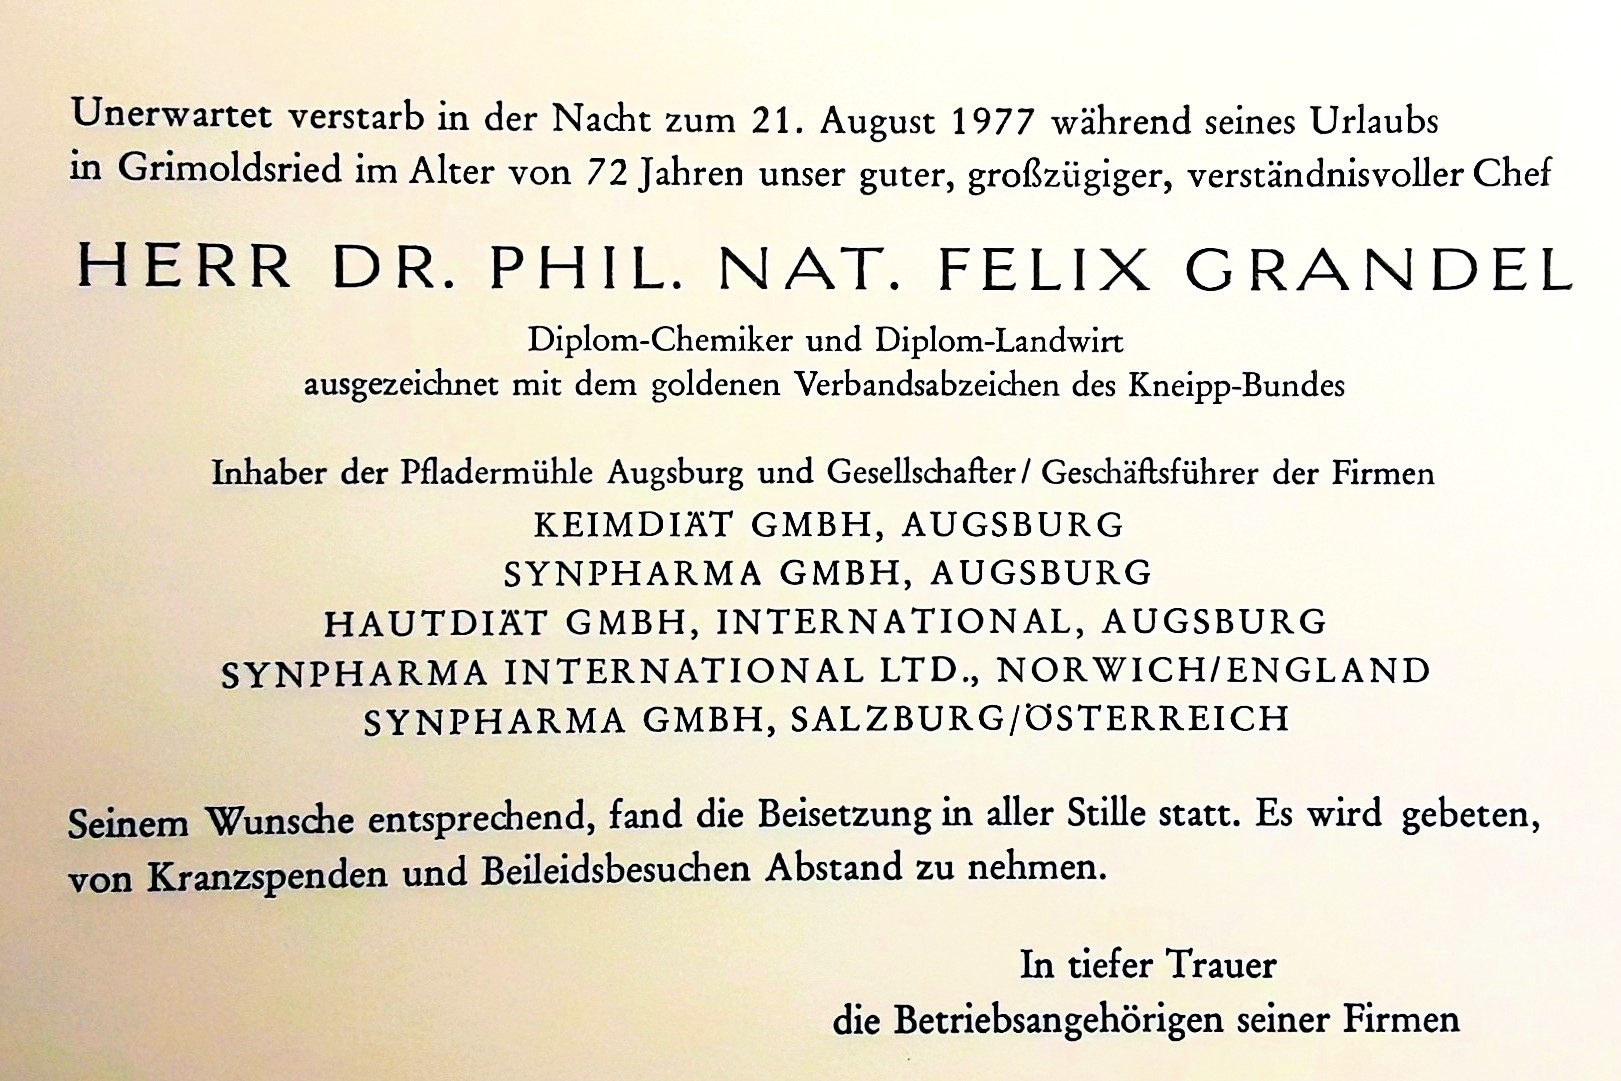 Unerwartet verstarb in der Nacht zum 21. August 1977 während seines Urlaubs
in Grimoldsried im Alter von 72 Jahren unser guter, großzügiger, verständnisvoller Chef
HERR DR. PHIL. NAT. FELIX GRANDEL
Diplom-Chemiker und Diplom-Landwirt
ausgezeichnet mit dem goldenen Verbandsabzeichen des Kneipp-Bundes
Inhaber der Pfladermühle Augsburg und Gesellschafter/ Geschäftsführer der Firmen
KEIMDIÄT GMBH, AUGSBURG
SYNPHARMA GMBH, AUGSBURG
HAUTDIÄT GMBH, INTERNATIONAL, AUGSBURG
SYNPHARMA INTERNATIONAL LTD., NORWICH/ENGLAND
SYNPHARMA GMBH, SALZBURG/ÖSTERREICH
Seinem Wunsche entsprechend, fand die Beisetzung in aller Stille statt. Es wird gebeten,
von Kranzspenden und Beileidsbesuchen Abstand zu nehmen.
In tiefer Trauer
die Betriebsangehörigen seiner Firmen